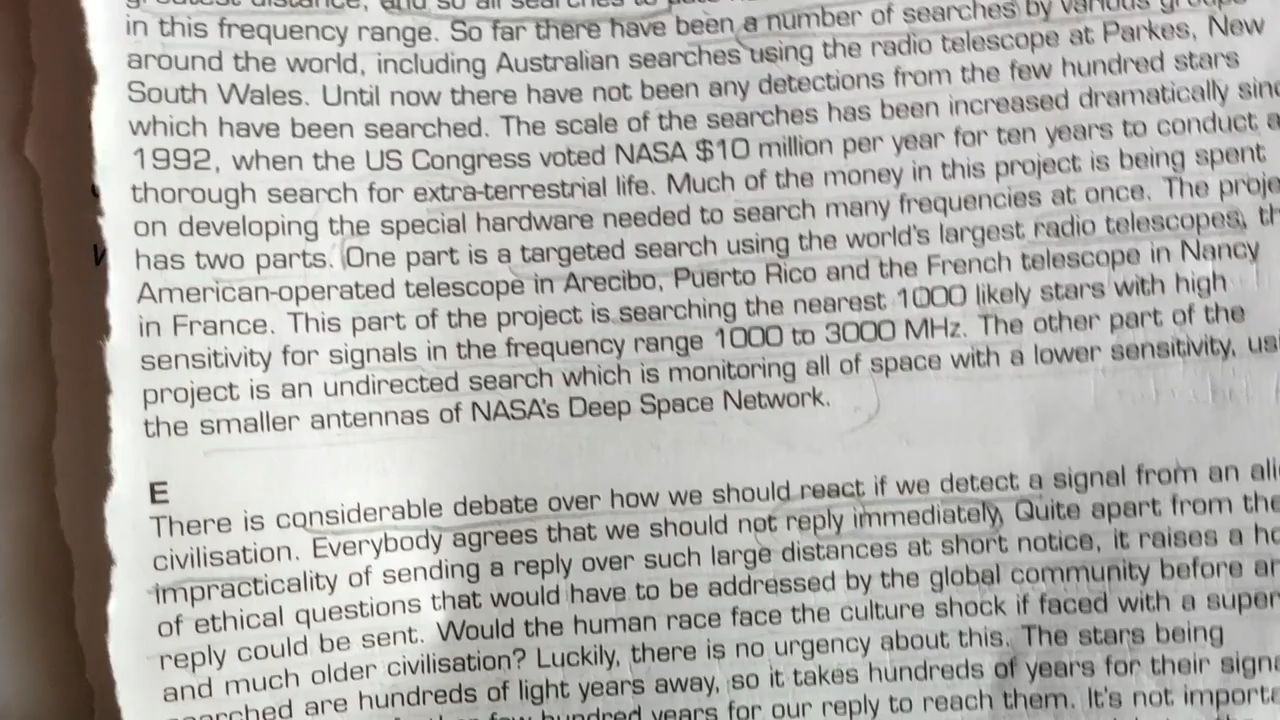 greatest distance, and so all searches to
in this frequency range. So far there have been a number of searches by various
around the world, including Australian searches using the radio telescope at Parkes, New
South Wales. Until now there have not been any detections from the few hundred stars
which have been searched. The scale of the searches has been increased dramatically
1992, when the US Congress voted NASA $10 million per year for ten years to conduct a
thorough search for extra-terrestrial life. Much of the money in this project is being spent
on developing the special hardware needed to search many frequencies at once. The
has two parts. One part is a targeted search using the world's largest radio telescopes,
American-operated telescope in Arecibo, Puerto Rico and the French telescope in Nancy
in France. This part of the project is searching the nearest 1000 likely stars with high
sensitivity for signals in the frequency range 1000 to 3000 MHz. The other part of the
project is an undirected search which is monitoring all of space with a lower sensitivity,
the smaller antennas of NASA's Deep Space Network.
E
There is considerable debate over how we should react if we detect a signal from an
civilisation. Everybody agrees that we should not reply immediately. Quite apart from the
impracticality of sending a reply over such large distances at short notice, it raises a
of ethical questions that would have to be addressed by the global community before
reply could be sent. Would the human race face the culture shock if faced with a
and much older civilisation? Luckily, there is no urgency about this. The stars being
searched are hundreds of light years away, so it takes hundreds of years for their
few hundred years for our reply to reach them. It's not